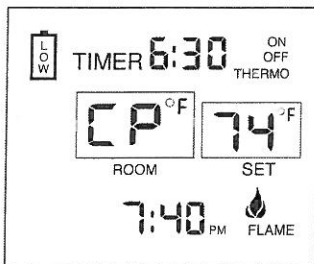 LOW
TIMER 6:30
ON
OFF
THERMO
CP °F
74 °F
ROOM
SET
7:40 PM
FLAME